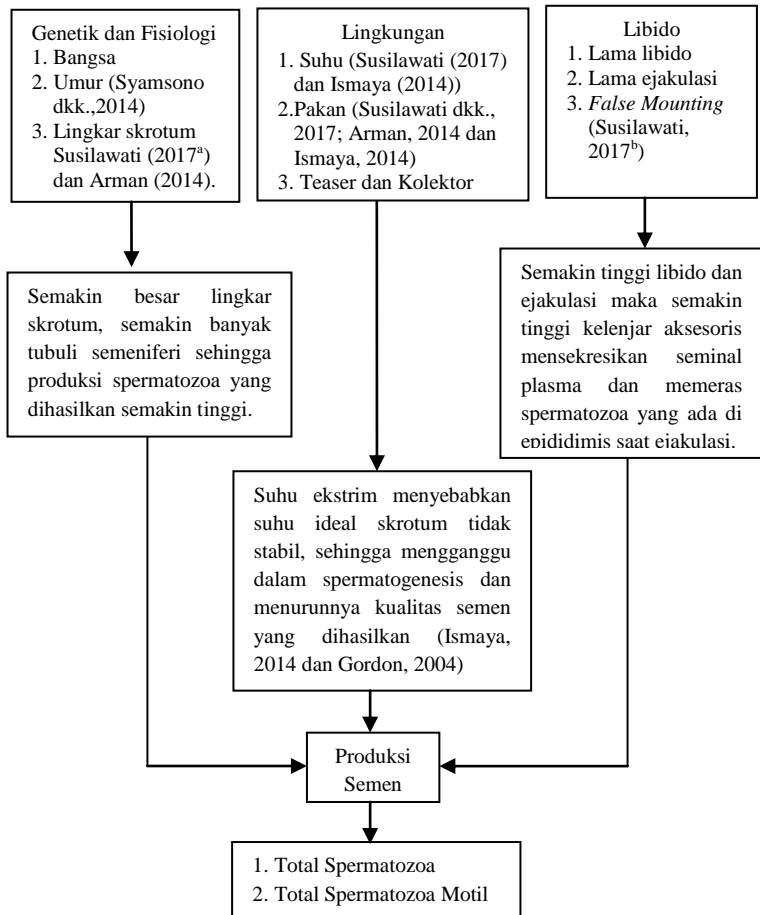 Genetik dan Fisiologi
1. Bangsa
2. Umur (Syamsono
dkk.,2014)
3. Lingkar skrotum
Susilawati (2017ᵃ)
dan Arman (2014).
Lingkungan
1. Suhu (Susilawati (2017)
dan Ismaya (2014))
2.Pakan (Susilawati dkk.,
2017; Arman, 2014 dan
Ismaya, 2014)
3. Teaser dan Kolektor
Libido
1. Lama libido
2. Lama ejakulasi
3. False Mounting
(Susilawati,
2017ᵇ)
Semakin besar lingkar
skrotum, semakin banyak
tubuli semeniferi sehingga
produksi spermatozoa yang
dihasilkan semakin tinggi.
Semakin tinggi libido dan
ejakulasi maka semakin
tinggi kelenjar aksesoris
mensekresikan seminal
plasma dan memeras
spermatozoa yang ada di
epididimis saat ejakulasi.
Suhu ekstrim menyebabkan
suhu ideal skrotum tidak
stabil, sehingga mengganggu
dalam spermatogenesis dan
menurunnya kualitas semen
yang dihasilkan (Ismaya,
2014 dan Gordon, 2004)
Produksi
Semen
1. Total Spermatozoa
2. Total Spermatozoa Motil